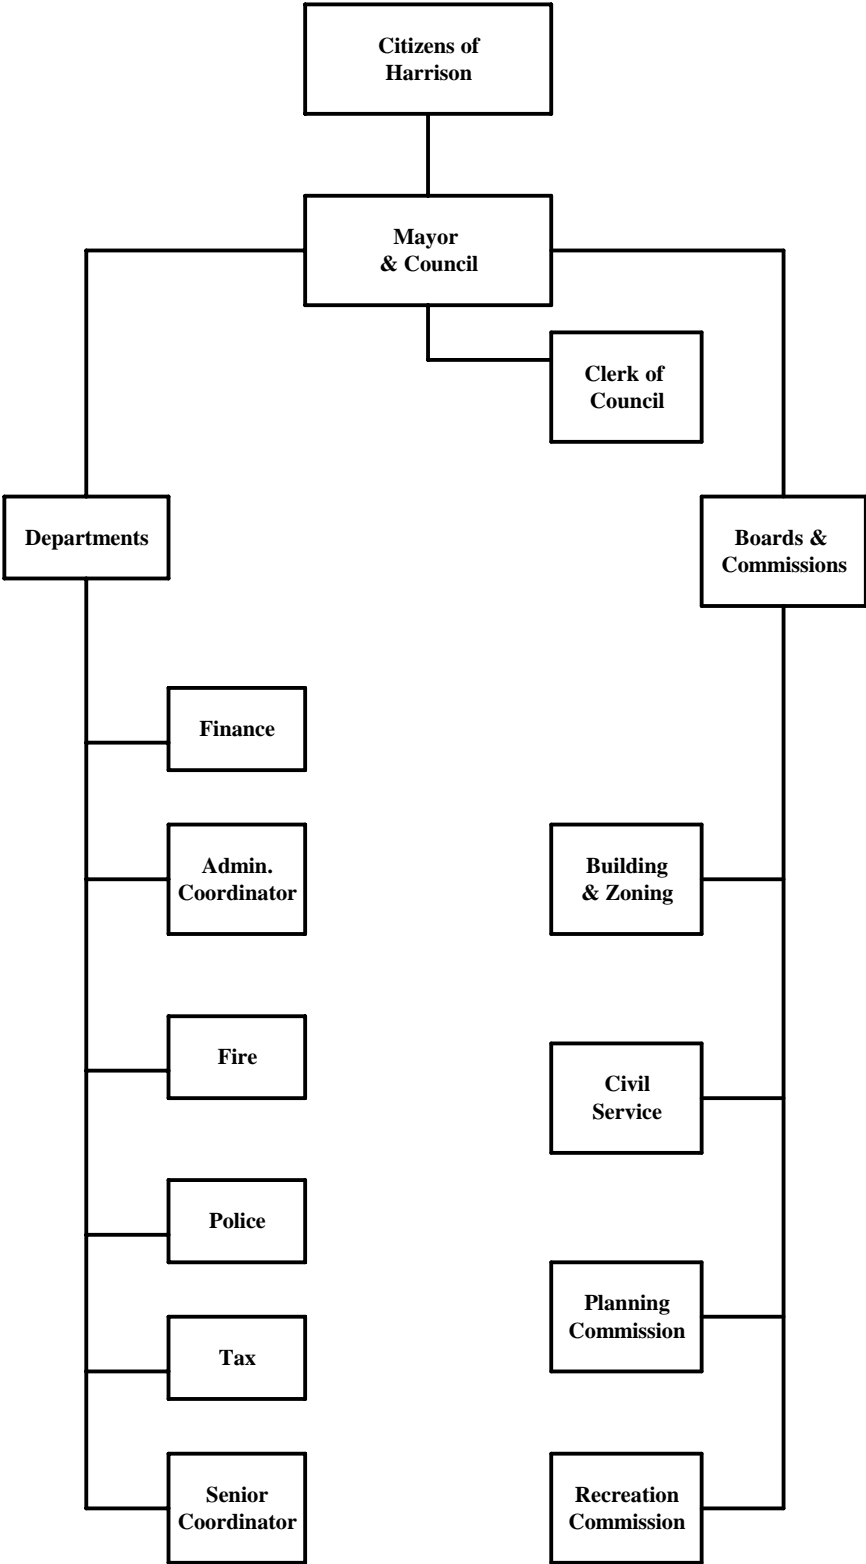 Citizens of
Harrison
Mayor
& Council
Clerk of
Council
Departments
Boards &
Commissions
Finance
Admin.
Coordinator
Building
& Zoning
Fire
Civil
Service
Police
Planning
Commission
Tax
Senior
Coordinator
Recreation
Commission